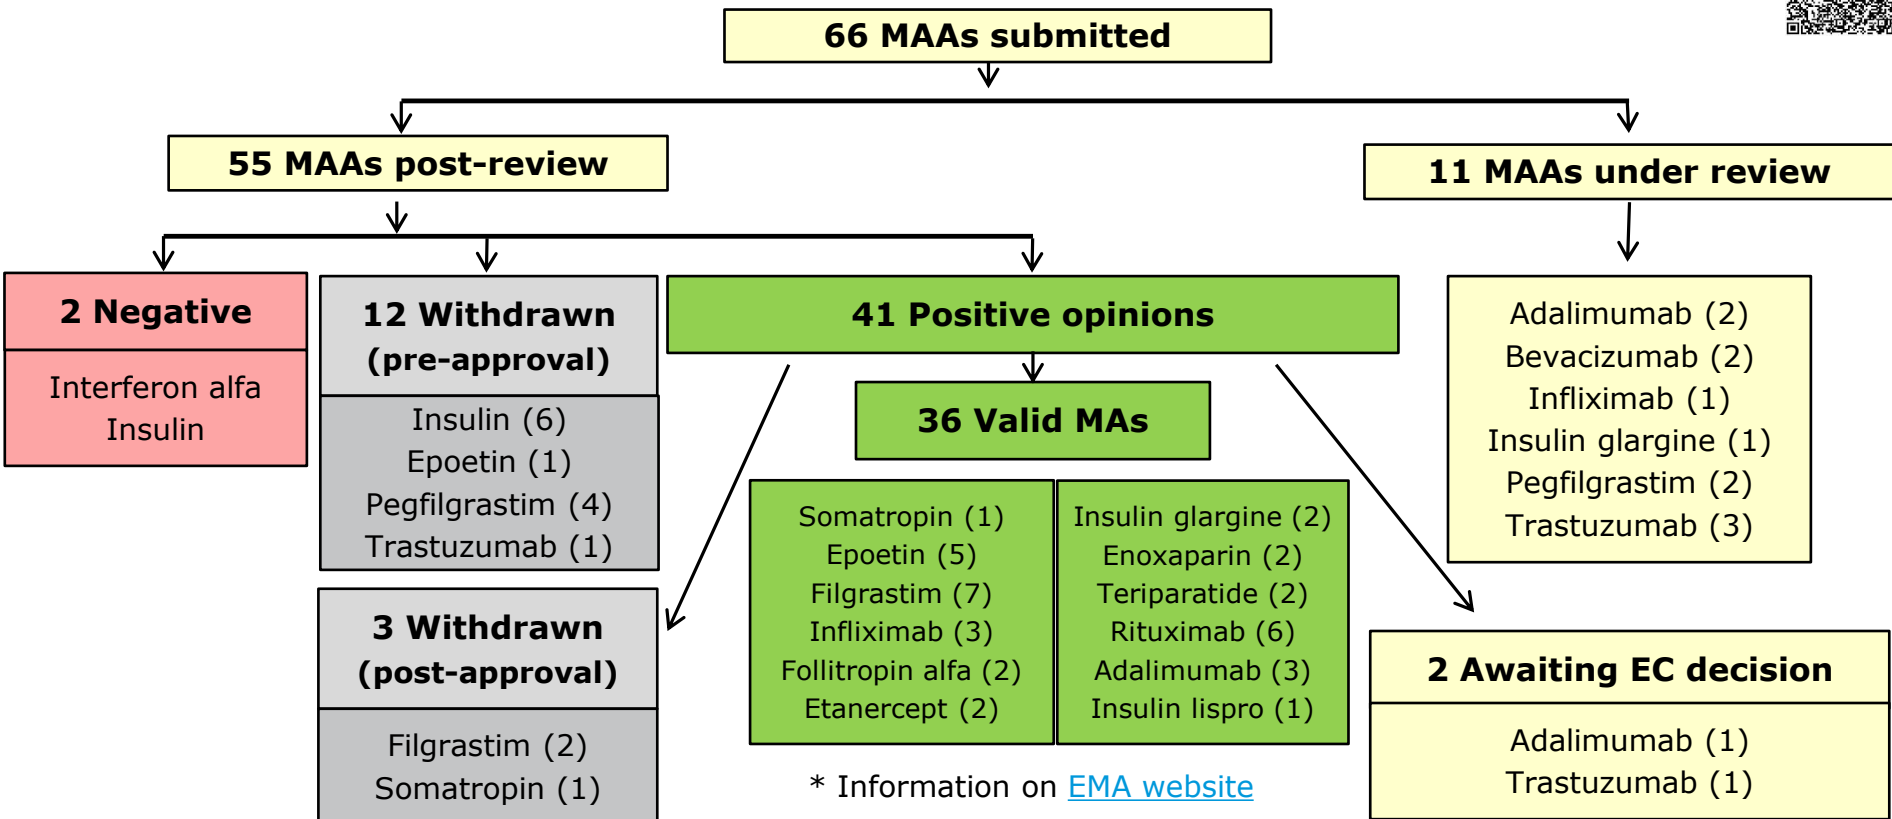 66 MAAs submitted
55 MAAs post-review
11 MAAs under review
2 Negative
Interferon alfa
Insulin
12 Withdrawn
(pre-approval)
Insulin (6)
Epoetin (1)
Pegfilgrastim (4)
Trastuzumab (1)
3 Withdrawn
(post-approval)
Filgrastim (2)
Somatropin (1)
41 Positive opinions
36 Valid MAs
Somatropin (1)
Epoetin (5)
Filgrastim (7)
Infliximab (3)
Follitropin alfa (2)
Etanercept (2)
Insulin glargine (2)
Enoxaparin (2)
Teriparatide (2)
Rituximab (6)
Adalimumab (3)
Insulin lispro (1)
* Information on EMA website
Adalimumab (2)
Bevacizumab (2)
Infliximab (1)
Insulin glargine (1)
Pegfilgrastim (2)
Trastuzumab (3)
2 Awaiting EC decision
Adalimumab (1)
Trastuzumab (1)